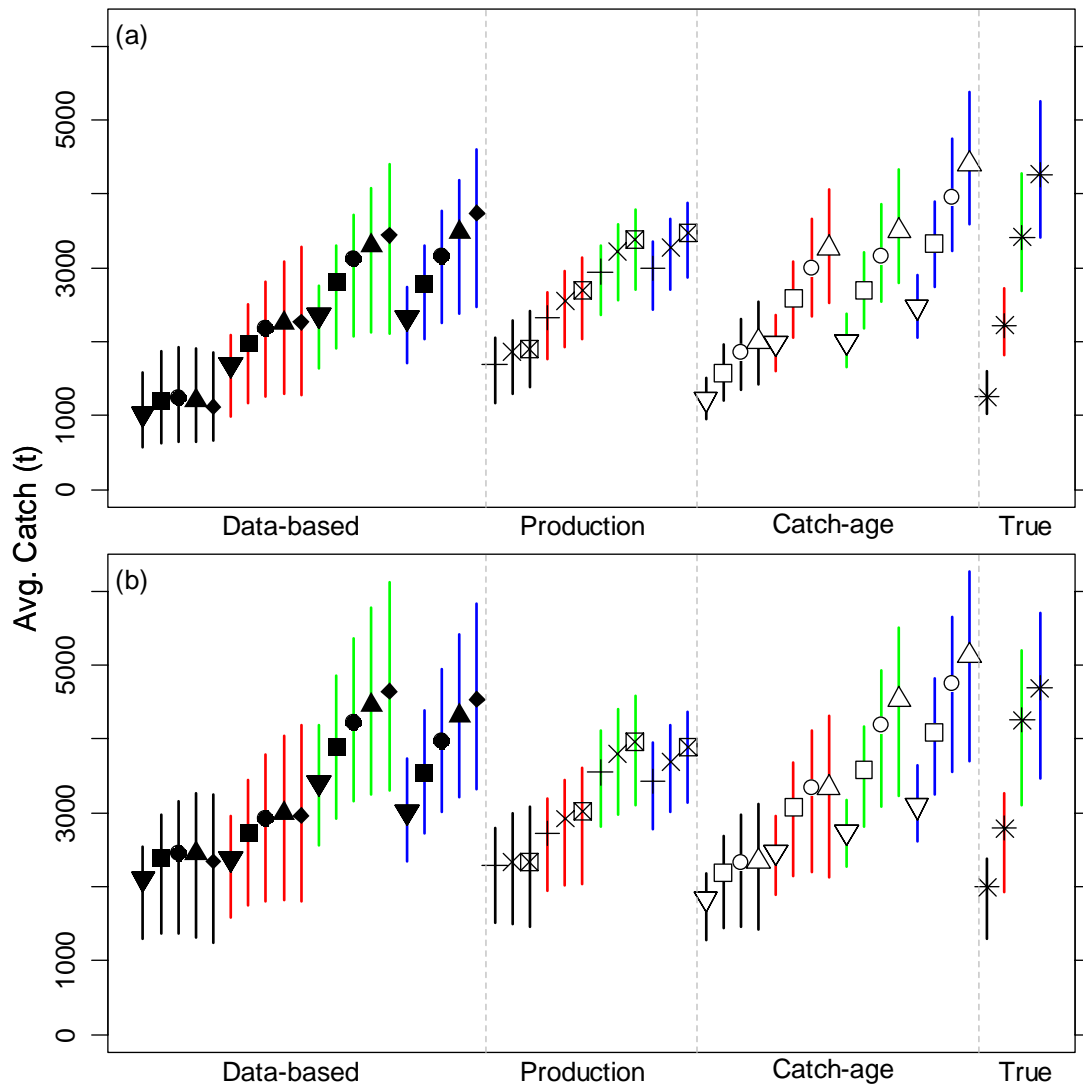 (a)
5000
3000
1000
0
Data-based Production Catch-age True
Avg. Catch (t)
(b)
5000
3000
1000
0
Data-based Production Catch-age True